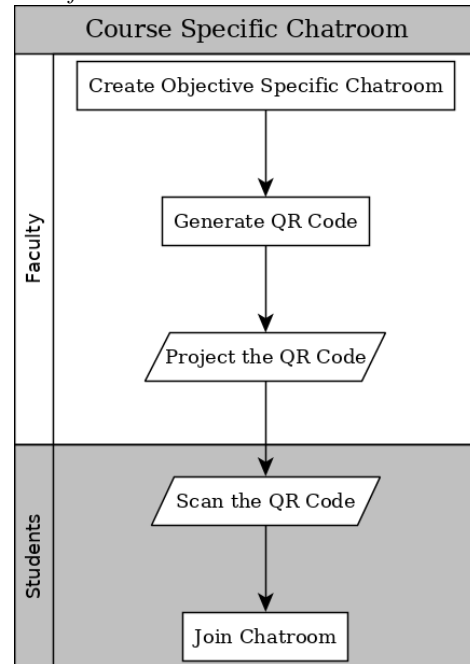 Course Specific Chatroom
Faculty
Create Objective Specific Chatroom
Generate QR Code
Project the QR Code
Students
Scan the QR Code
Join Chatroom